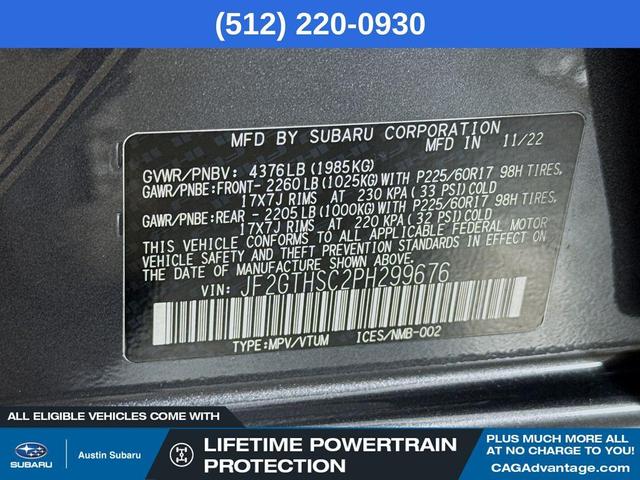 (512) 220-0930
MFD BY SUBARU CORPORATION
MFD IN 11/22
GVWR/PNBV: 4376LB(1985KG)
GAWR/PNBE:FRONT- 2260LB(1025KG)WITH P225/60R17 98H TIRES,
17X7J RIMS AT 230 KPA(33 PSI)COLD
GAWR/PNBE:REAR - 2205LB(1000KG)WITH P225/60R17 98H TIRES,
17X7J RIMS AT 220 KPA(32 PSI)COLD
THIS VEHICLE CONFORMS TO ALL APPLICABLE FEDERAL MOTOR
VEHICLE SAFETY AND THEFT PREVENTION STANDARDS IN EFFECT ON
THE DATE OF MANUFACTURE SHOWN ABOVE.
VIN: JF2GTHSC2PH299676
TYPE:MPV/VTUM ICES/NMB-002
ALL ELIGIBLE VEHICLES COME WITH
SUBARU
Austin Subaru
LIFETIME POWERTRAIN
PROTECTION
PLUS MUCH MORE ALL
AT NO CHARGE TO YOU!
CAGAdvantage.com!